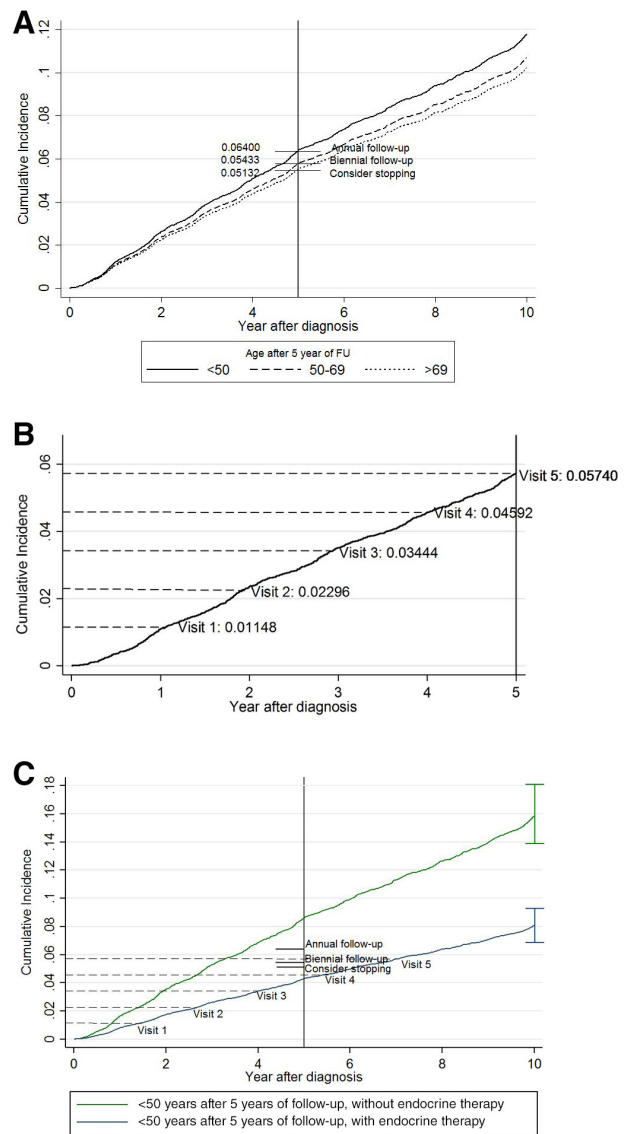 A
Cumulative Incidence
.12
.1
.08
.06
.04
.02
0
0.06400
0.05433
0.05132
Annual follow-up
Biennial follow-up
Consider stopping
0 2 4 6 8 10
Year after diagnosis
Age after 5 year of FU
<50 50-69 >69
B
Cumulative Incidence
.06
.04
.02
0
Visit 5: 0.05740
Visit 4: 0.04592
Visit 3: 0.03444
Visit 2: 0.02296
Visit 1: 0.01148
0 1 2 3 4 5
Year after diagnosis
C
Cumulative Incidence
.18
.16
.14
.12
.1
.08
.06
.04
.02
0
Annual follow-up
Biennial follow-up
Consider stopping
Visit 5
Visit 4
Visit 3
Visit 2
Visit 1
0 2 4 6 8 10
Year after diagnosis
<50 years after 5 years of follow-up, without endocrine therapy
<50 years after 5 years of follow-up, with endocrine therapy